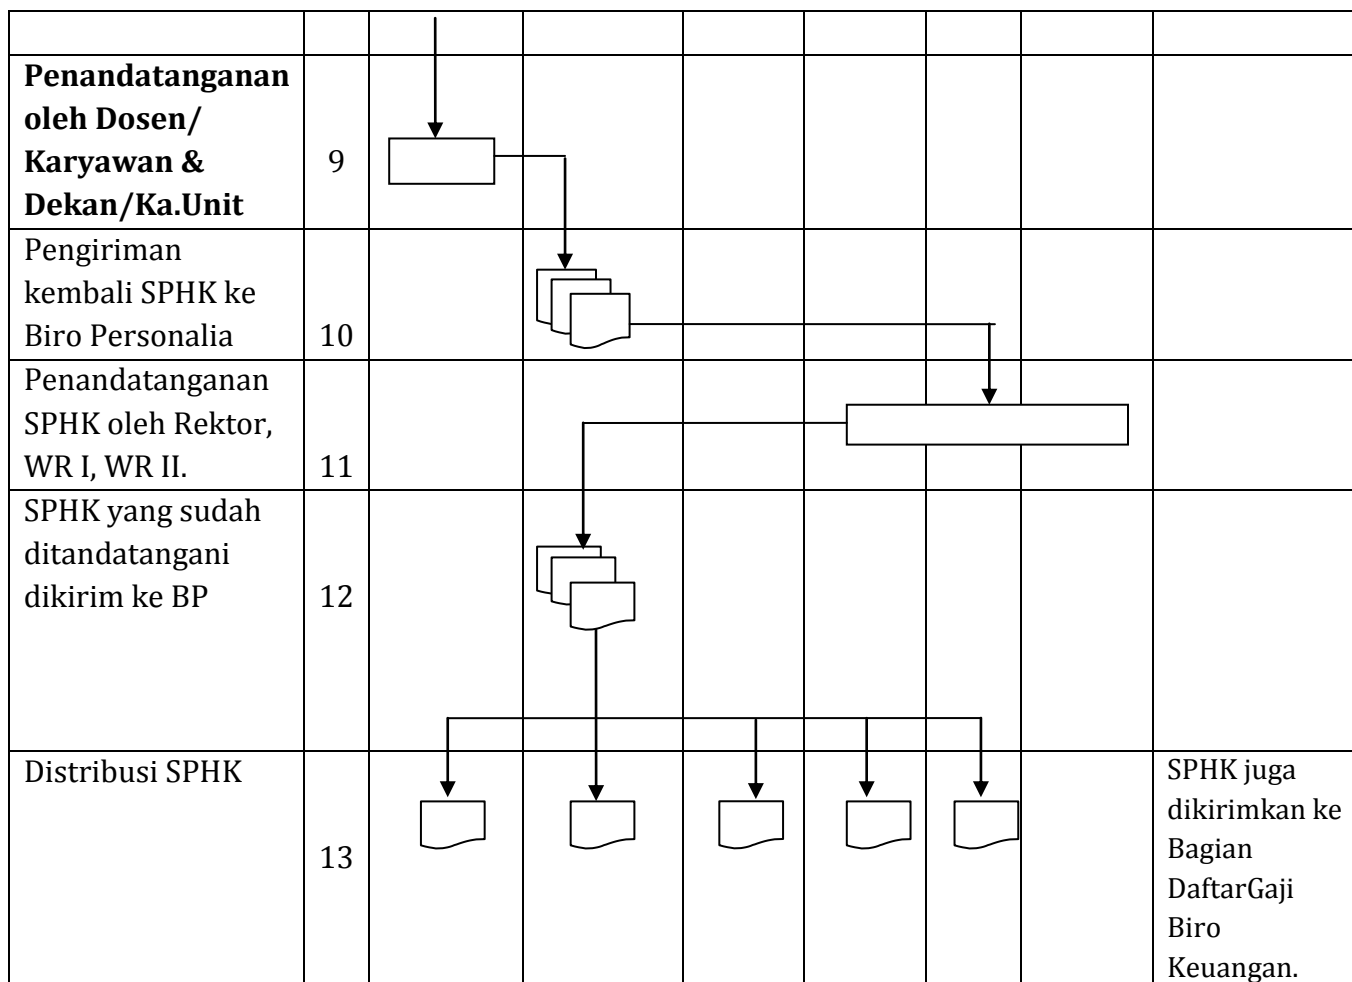 Penandatanganan
oleh Dosen/
Karyawan &
Dekan/Ka.Unit
9
Pengiriman
kembali SPHK ke
Biro Personalia
10
Penandatanganan
SPHK oleh Rektor,
WR I, WR II.
11
SPHK yang sudah
ditandatangani
dikirim ke BP
12
Distribusi SPHK
13
SPHK juga
dikirimkan ke
Bagian
DaftarGaji
Biro
Keuangan.